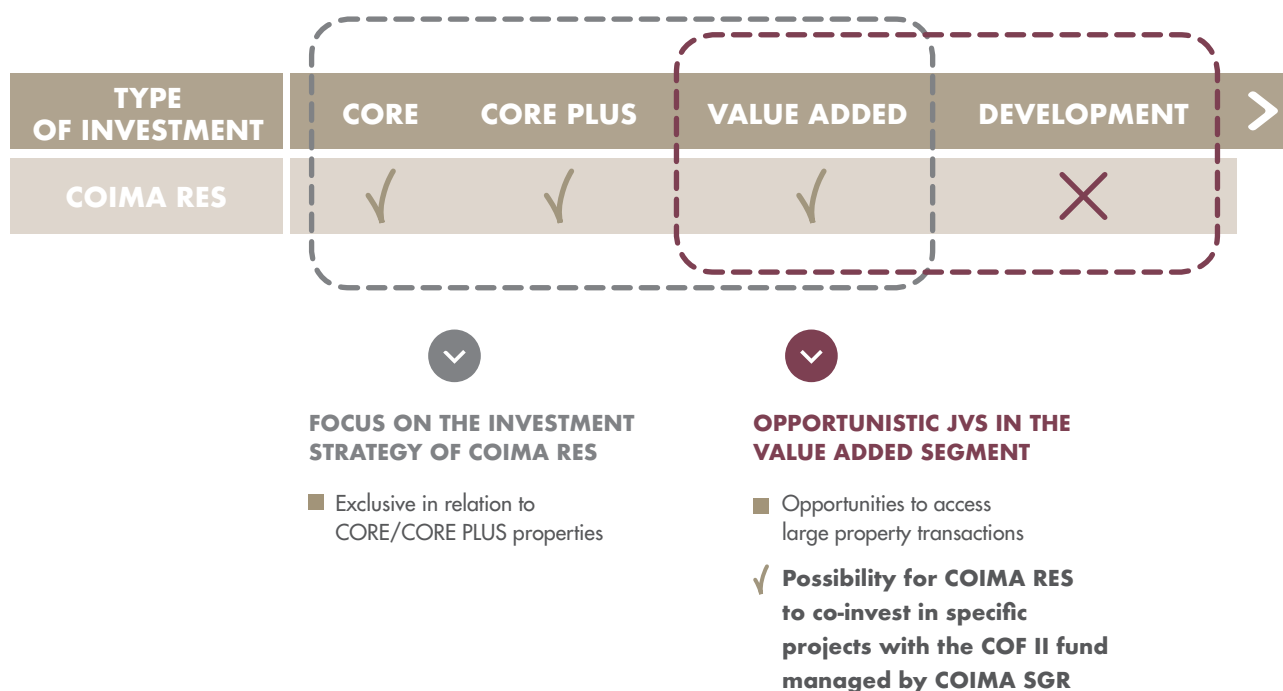 TYPE
OF INVESTMENT
CORE
CORE PLUS
VALUE ADDED
DEVELOPMENT
COIMA RES
FOCUS ON THE INVESTMENT
STRATEGY OF COIMA RES
Exclusive in relation to
CORE/CORE PLUS properties
OPPORTUNISTIC JVS IN THE
VALUE ADDED SEGMENT
Opportunities to access
large property transactions
Possibility for COIMA RES
to co-invest in specific
projects with the COF II fund
managed by COIMA SGR